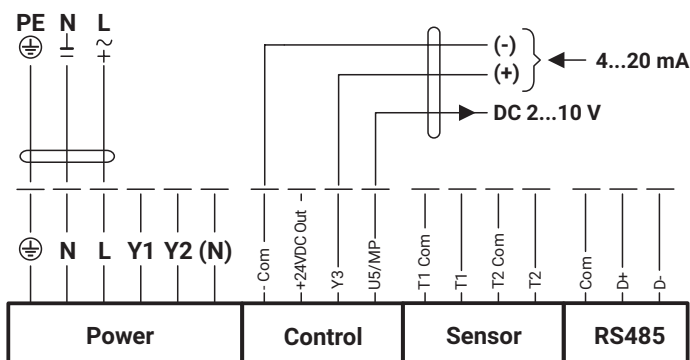 PE N L
(-)
(+)
4...20 mA
DC 2...10 V
N L Y1 Y2 (N)
- Com
+24VDC Out
Y3
U5/MP
T1 Com
T1
T2 Com
T2
Com
D+
D-
Power
Control
Sensor
RS485